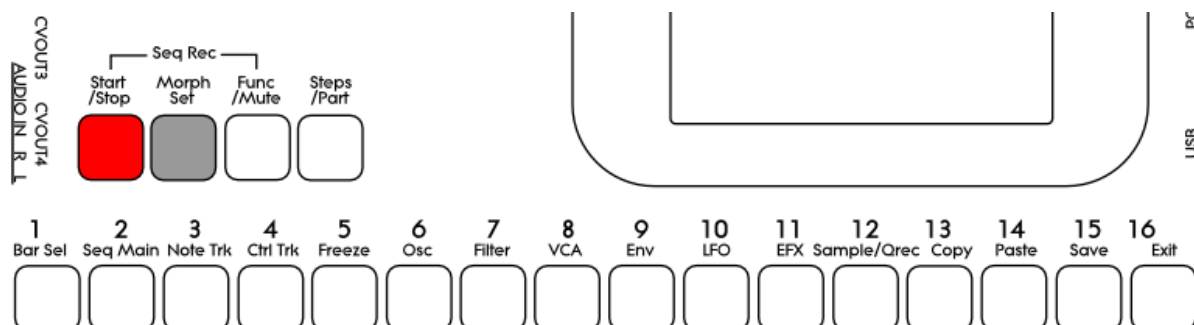 CVOUT3 CVOUT4
AUDIO IN R L
Seq Rec
Start
/Stop
Morph
Set
Func
/Mute
Steps
/Part
USB
1 2 3 4 5 6 7 8 9 10 11 12 13 14 15 16
Bar Sel Seq Main Note Trk Ctrl Trk Freeze Osc Filter VCA Env LFO EFX Sample/Qrec Copy Paste Save Exit